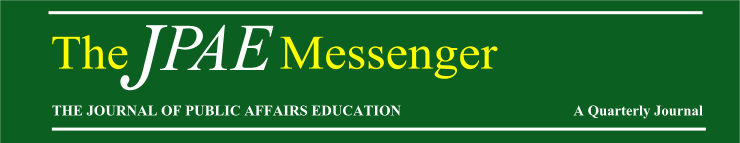 The JPAE Messenger
THE JOURNAL OF PUBLIC AFFAIRS EDUCATION A Quarterly Journal